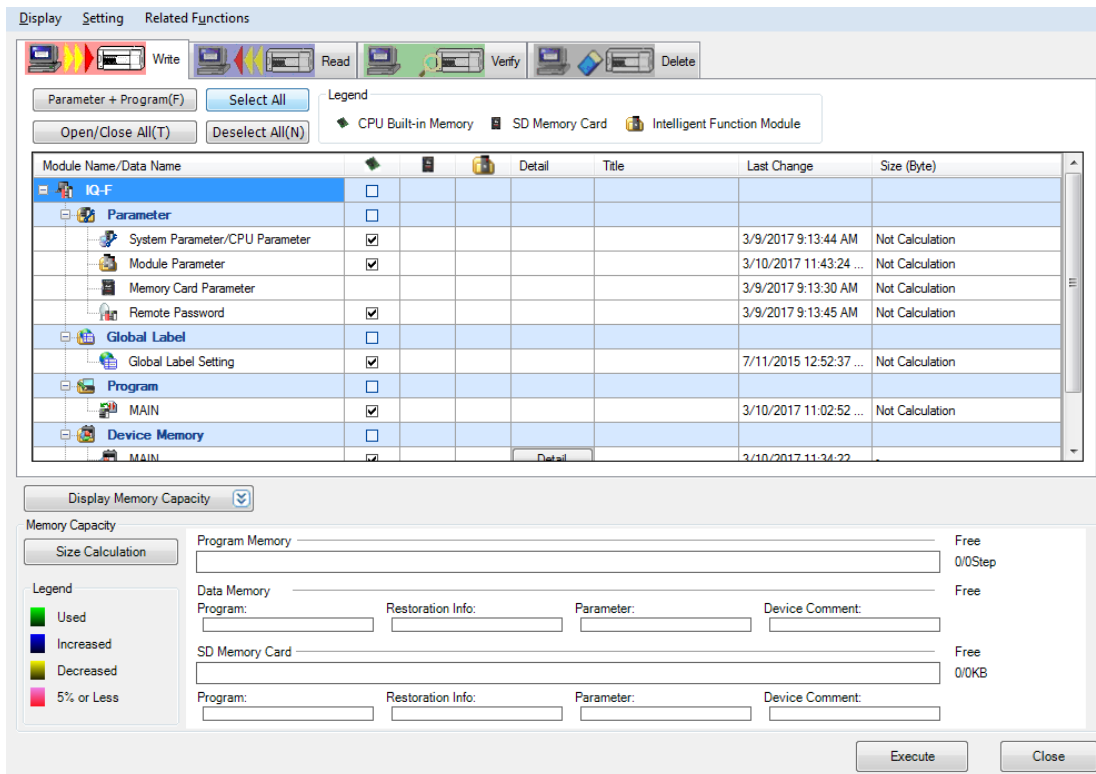 Display Setting Related Functions
Write Read Verify Delete
Parameter + Program(F) Select All Legend
Open/Close All(T) Deselect All(N) CPU Built-in Memory SD Memory Card Intelligent Function Module
Module Name/Data Name Detail Title Last Change Size (Byte)
IQ-F
Parameter
System Parameter/CPU Parameter 3/9/2017 9:13:44 AM Not Calculation
Module Parameter 3/10/2017 11:43:24 ... Not Calculation
Memory Card Parameter 3/9/2017 9:13:30 AM Not Calculation
Remote Password 3/9/2017 9:13:45 AM Not Calculation
Global Label
Global Label Setting 7/11/2015 12:52:37 ... Not Calculation
Program
MAIN 3/10/2017 11:02:52 ... Not Calculation
Device Memory
MAIN Detail 3/10/2017 11:34:22 -
Display Memory Capacity
Memory Capacity
Size Calculation Program Memory Free
0/0Step
Legend Data Memory Free
Used Program: Restoration Info: Parameter: Device Comment:
Increased SD Memory Card Free
Decreased 0/0KB
5% or Less Program: Restoration Info: Parameter: Device Comment:
Execute Close